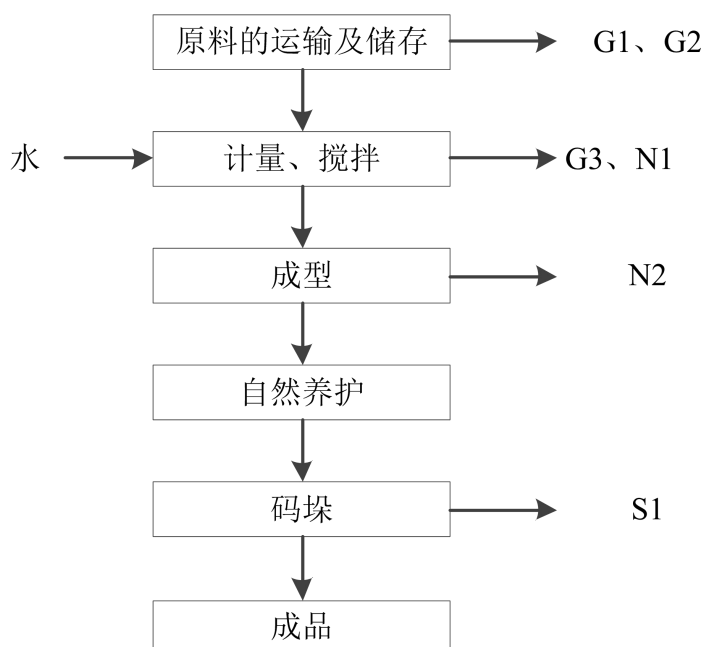 原料的运输及储存 G1、G2
水 计量、搅拌 G3、N1
成型 N2
自然养护
码垛 S1
成品